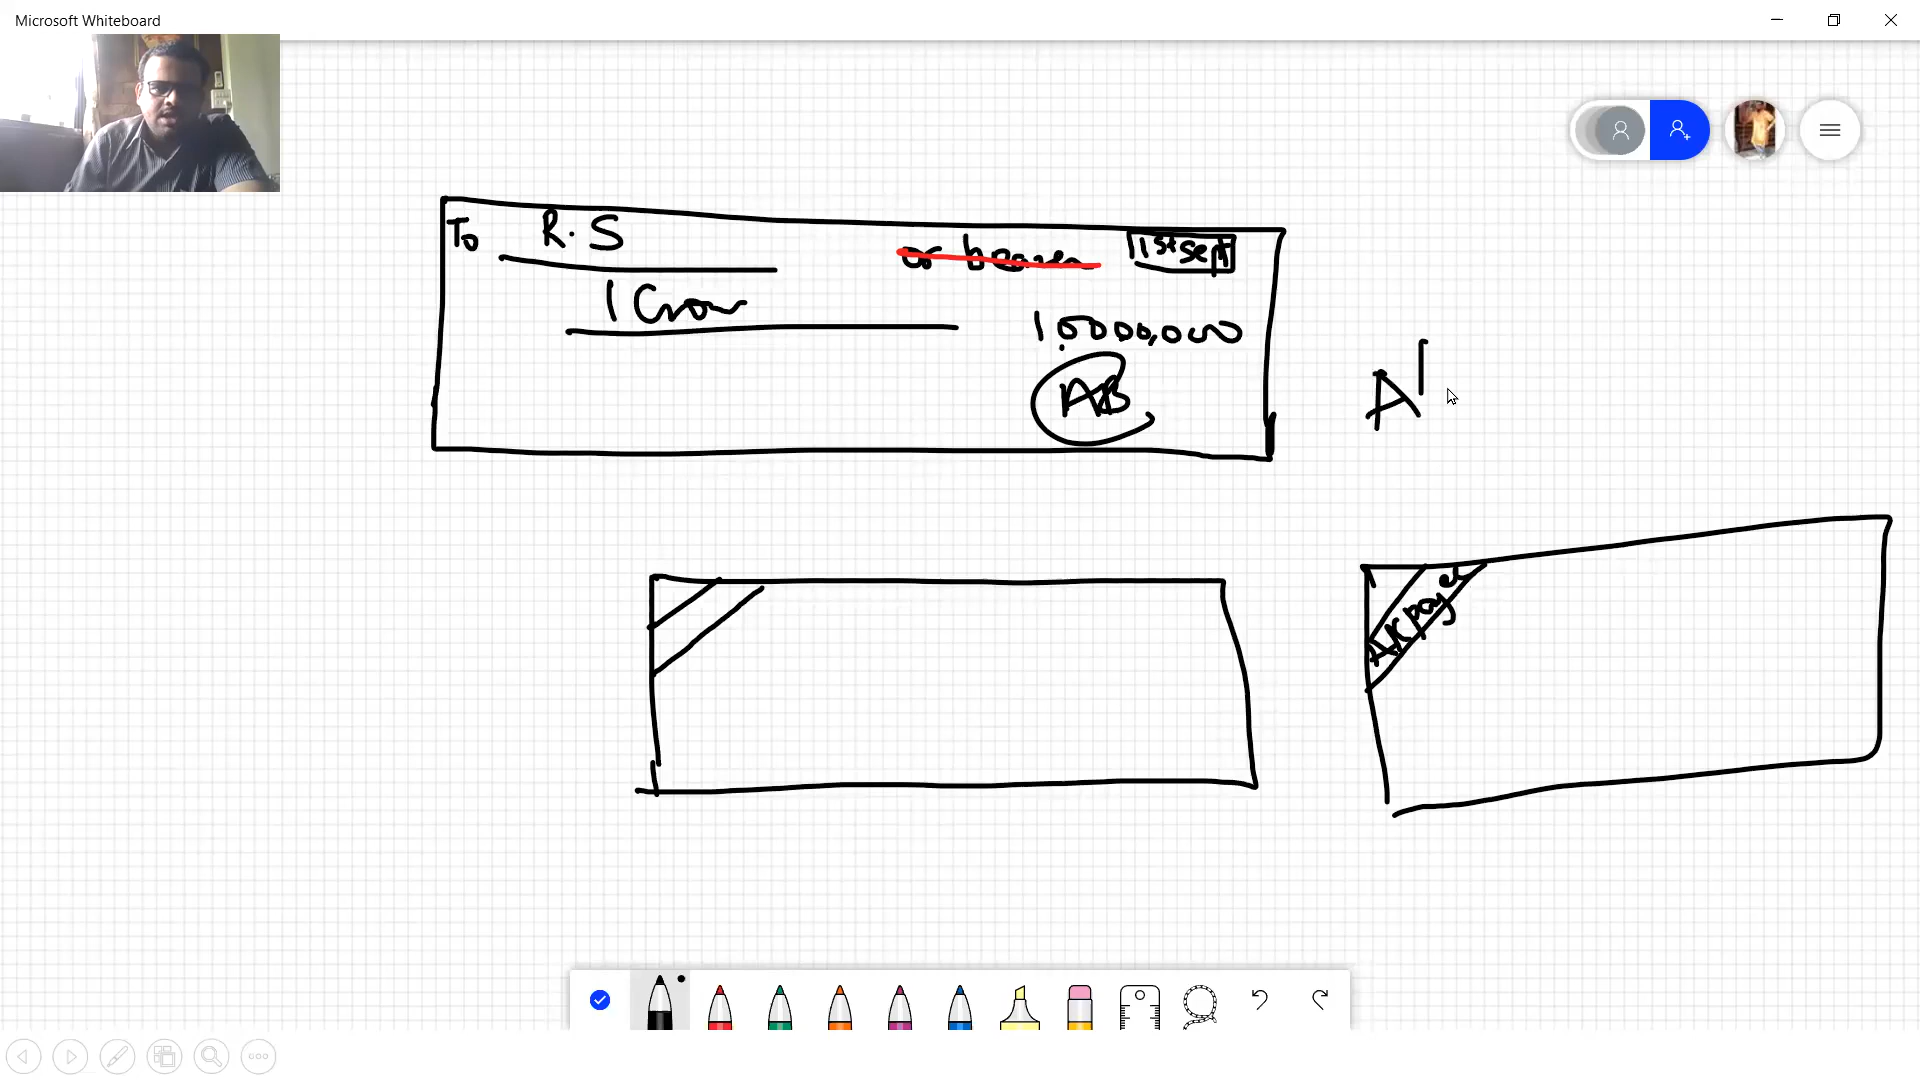 Microsoft Whiteboard
To R.S
or bearer
1st sept
1 Crore
1,0000,000
AB
A
A/c payee